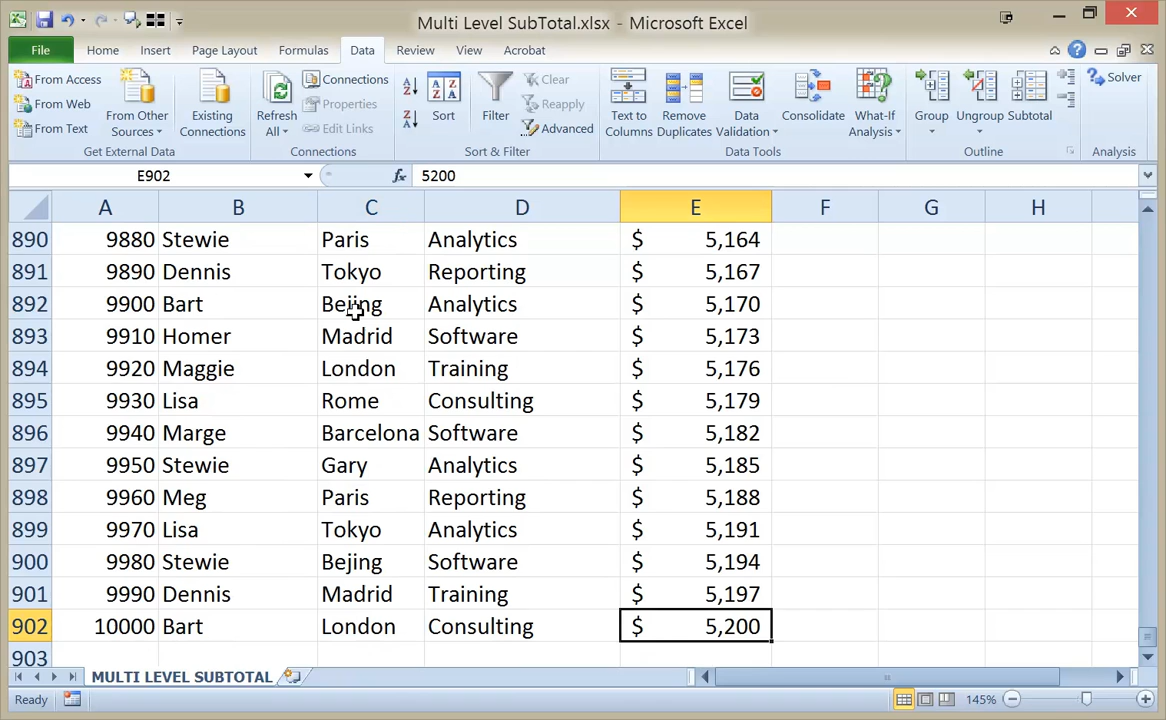 Multi Level SubTotal.xlsx - Microsoft Excel
File Home Insert Page Layout Formulas Data Review View Acrobat
From Access
From Web
From Text
From Other Sources
Existing Connections
Get External Data
Refresh All
Connections
Properties
Edit Links
Connections
Sort
Filter
Clear
Reapply
Advanced
Sort & Filter
Text to Columns
Remove Duplicates
Data Validation
Consolidate
What-If Analysis
Data Tools
Group
Ungroup
Subtotal
Outline
Solver
Analysis
E902 fx 5200
A B C D E F G H
890 9880 Stewie Paris Analytics $ 5,164
891 9890 Dennis Tokyo Reporting $ 5,167
892 9900 Bart Bejing Analytics $ 5,170
893 9910 Homer Madrid Software $ 5,173
894 9920 Maggie London Training $ 5,176
895 9930 Lisa Rome Consulting $ 5,179
896 9940 Marge Barcelona Software $ 5,182
897 9950 Stewie Gary Analytics $ 5,185
898 9960 Meg Paris Reporting $ 5,188
899 9970 Lisa Tokyo Analytics $ 5,191
900 9980 Stewie Bejing Software $ 5,194
901 9990 Dennis Madrid Training $ 5,197
902 10000 Bart London Consulting $ 5,200
903
MULTI LEVEL SUBTOTAL
Ready 145%